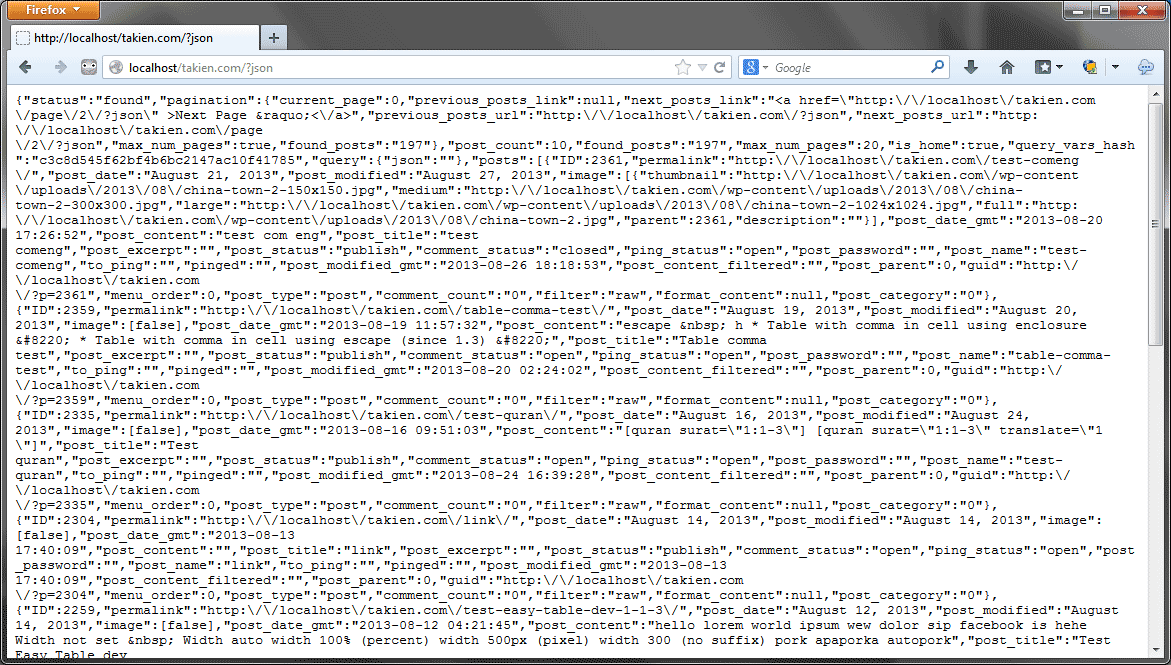 Firefox
http://localhost/takien.com/?json
localhost/takien.com/?json
Google
{"status":"found","pagination":{"current_page":0,"previous_posts_link":null,"next_posts_link":"<a href=\"http:\/\/localhost\/takien.com
\/page\/2\/?json\" >Next Page &raquo;<\/a>","previous_posts_url":"http:\/\/localhost\/takien.com\/?json","next_posts_url":"http:
\/\/localhost\/takien.com\/page
\/2\/?json","max_num_pages":true,"found_posts":"197"},"post_count":10,"found_posts":"197","max_num_pages":20,"is_home":true,"query_vars_hash
":"c3c8d545f62bf4b6bc2147ac10f41785","query":{"json":""},"posts":[{"ID":2361,"permalink":"http:\/\/localhost\/takien.com\/test-comeng
\/","post_date":"August 21, 2013","post_modified":"August 27, 2013","image":[{"thumbnail":"http:\/\/localhost\/takien.com\/wp-content
\/uploads\/2013\/08\/china-town-2-150x150.jpg","medium":"http:\/\/localhost\/takien.com\/wp-content\/uploads\/2013\/08\/china-
town-2-300x300.jpg","large":"http:\/\/localhost\/takien.com\/wp-content\/uploads\/2013\/08\/china-town-2-1024x1024.jpg","full":"http:
\/\/localhost\/takien.com\/wp-content\/uploads\/2013\/08\/china-town-2.jpg","parent":2361,"description":""}],"post_date_gmt":"2013-08-20
17:26:52","post_content":"test com eng","post_title":"test
comeng","post_excerpt":"","post_status":"publish","comment_status":"closed","ping_status":"open","post_password":"","post_name":"test-
comeng","to_ping":"","pinged":"","post_modified_gmt":"2013-08-26 18:18:53","post_content_filtered":"","post_parent":0,"guid":"http:\/
\/localhost\/takien.com
\/?p=2361","menu_order":0,"post_type":"post","comment_count":"0","filter":"raw","format_content":null,"post_category":"0"},
{"ID":2359,"permalink":"http:\/\/localhost\/takien.com\/table-comma-test\/","post_date":"August 19, 2013","post_modified":"August 20,
2013","image":[false],"post_date_gmt":"2013-08-19 11:57:32","post_content":"escape &nbsp; h * Table with comma in cell using enclosure
&#8220; * Table with comma in cell using escape (since 1.3) &#8220;","post_title":"Table comma
test","post_excerpt":"","post_status":"publish","comment_status":"open","ping_status":"open","post_password":"","post_name":"table-comma-
test","to_ping":"","pinged":"","post_modified_gmt":"2013-08-20 02:24:02","post_content_filtered":"","post_parent":0,"guid":"http:\/
\/localhost\/takien.com
\/?p=2359","menu_order":0,"post_type":"post","comment_count":"0","filter":"raw","format_content":null,"post_category":"0"},
{"ID":2335,"permalink":"http:\/\/localhost\/takien.com\/test-quran\/","post_date":"August 16, 2013","post_modified":"August 24,
2013","image":[false],"post_date_gmt":"2013-08-16 09:51:03","post_content":"[quran surat=\"1:1-3\"] [quran surat=\"1:1-3\" translate=\"1
\"]","post_title":"Test
quran","post_excerpt":"","post_status":"publish","comment_status":"open","ping_status":"open","post_password":"","post_name":"test-
quran","to_ping":"","pinged":"","post_modified_gmt":"2013-08-24 16:39:28","post_content_filtered":"","post_parent":0,"guid":"http:\/
\/localhost\/takien.com
\/?p=2335","menu_order":0,"post_type":"post","comment_count":"0","filter":"raw","format_content":null,"post_category":"0"},
{"ID":2304,"permalink":"http:\/\/localhost\/takien.com\/link\/","post_date":"August 14, 2013","post_modified":"August 14, 2013","image":
[false],"post_date_gmt":"2013-08-13
17:40:09","post_content":"","post_title":"link","post_excerpt":"","post_status":"publish","comment_status":"open","ping_status":"open","post
_password":"","post_name":"link","to_ping":"","pinged":"","post_modified_gmt":"2013-08-13
17:40:09","post_content_filtered":"","post_parent":0,"guid":"http:\/\/localhost\/takien.com
\/?p=2304","menu_order":0,"post_type":"post","comment_count":"0","filter":"raw","format_content":null,"post_category":"0"},
{"ID":2259,"permalink":"http:\/\/localhost\/takien.com\/test-easy-table-dev-1-1-3\/","post_date":"August 12, 2013","post_modified":"August
14, 2013","image":[false],"post_date_gmt":"2013-08-12 04:21:45","post_content":"hello lorem world ipsum wew dolor sip facebook is hehe
Width not set &nbsp; Width auto width 100% (percent) width 500px (pixel) width 300 (no suffix) pork apaporka autopork","post_title":"Test
Easy Table dev